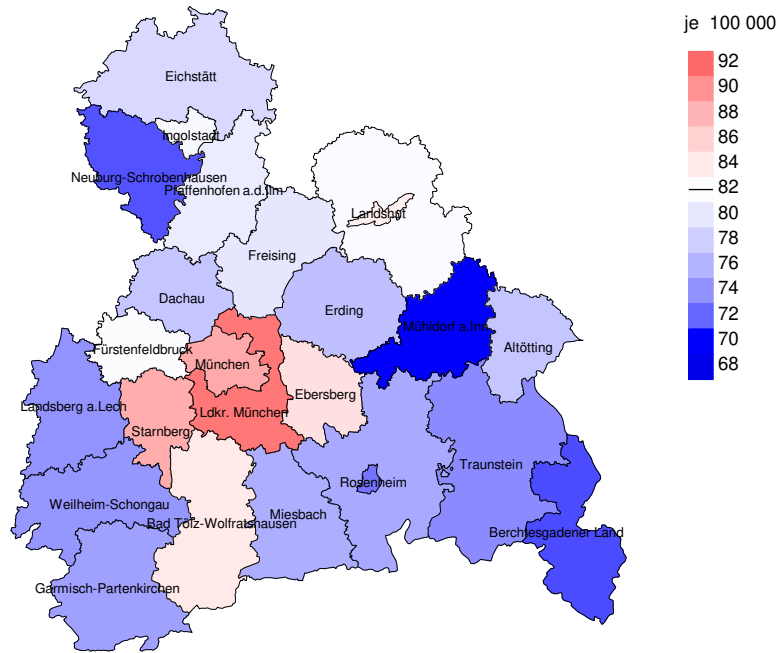 je 100 000
92
90
88
86
84
82
80
78
76
74
72
70
68
Eichstätt
Ingolstadt
Neuburg-Schrobenhausen
Pfaffenhofen a.d.Ilm
Landshut
Freising
Dachau
Erding
Mühldorf a.Inn
Fürstenfeldbruck
Altötting
München
Ebersberg
Landsberg a.Lech
Ldkr. München
Starnberg
Traunstein
Rosenheim
Weilheim-Schongau
Miesbach
Bad Tölz-Wolfratshausen
Berchtesgadener Land
Garmisch-Partenkirchen